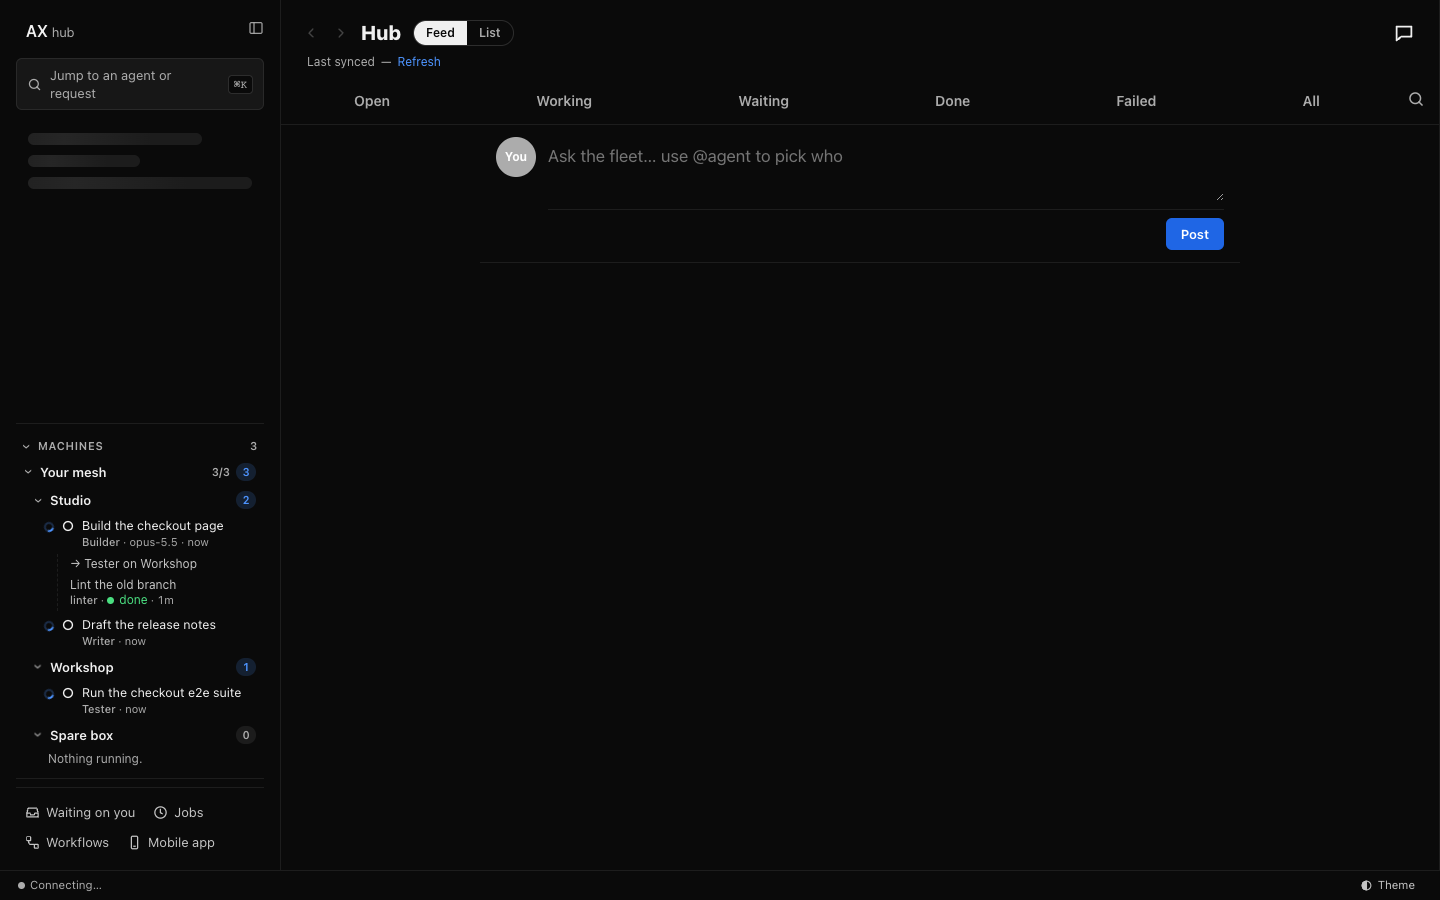 AX hub
Jump to an agent or
request
⌘K
MACHINES 3
Your mesh 3/3 3
Studio 2
Build the checkout page
Builder · opus-5.5 · now
→ Tester on Workshop
Lint the old branch
linter · done · 1m
Draft the release notes
Writer · now
Workshop 1
Run the checkout e2e suite
Tester · now
Spare box 0
Nothing running.
Waiting on you Jobs
Workflows Mobile app
Connecting...
Hub Feed List
Last synced — Refresh
Open Working Waiting Done Failed All
You Ask the fleet... use @agent to pick who
Post
Theme